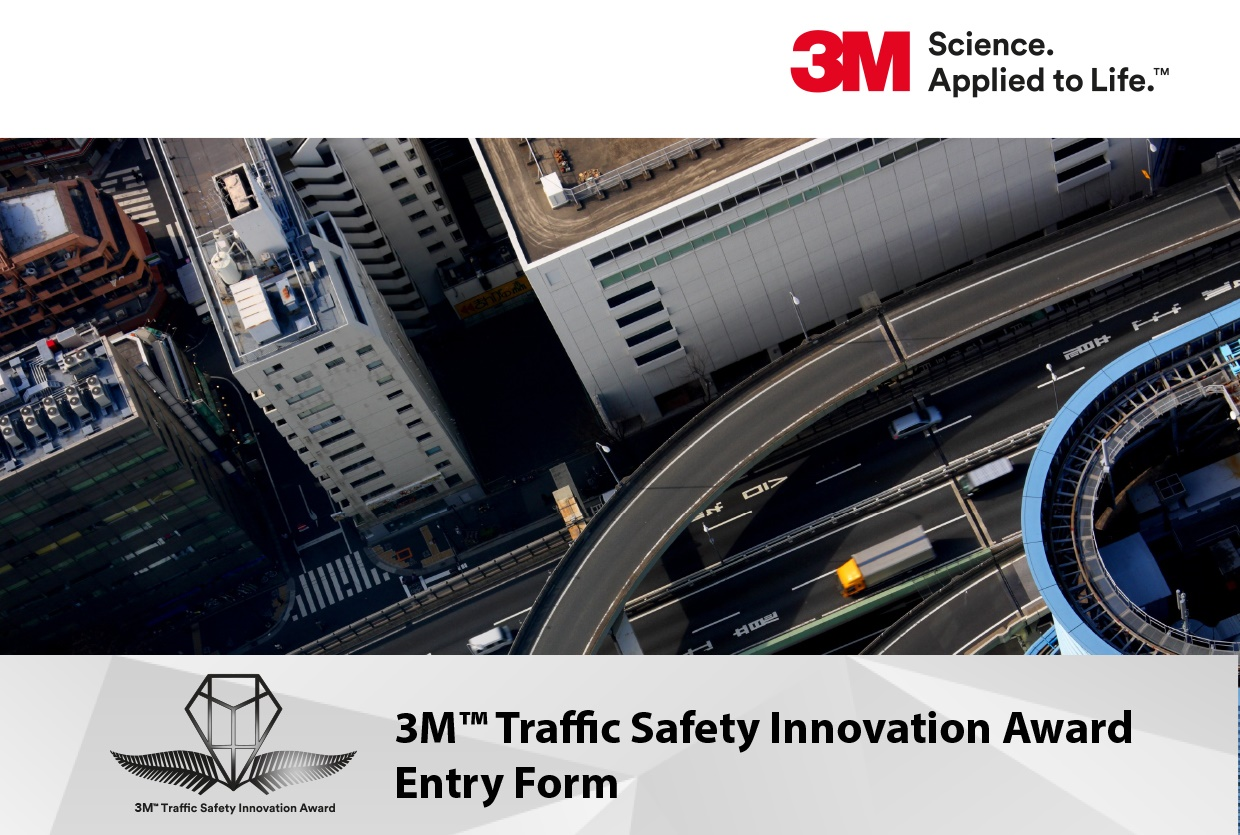 3M Science.
Applied to Life.™
3M™ Traffic Safety Innovation Award
Entry Form
3M™ Traffic Safety Innovation Award